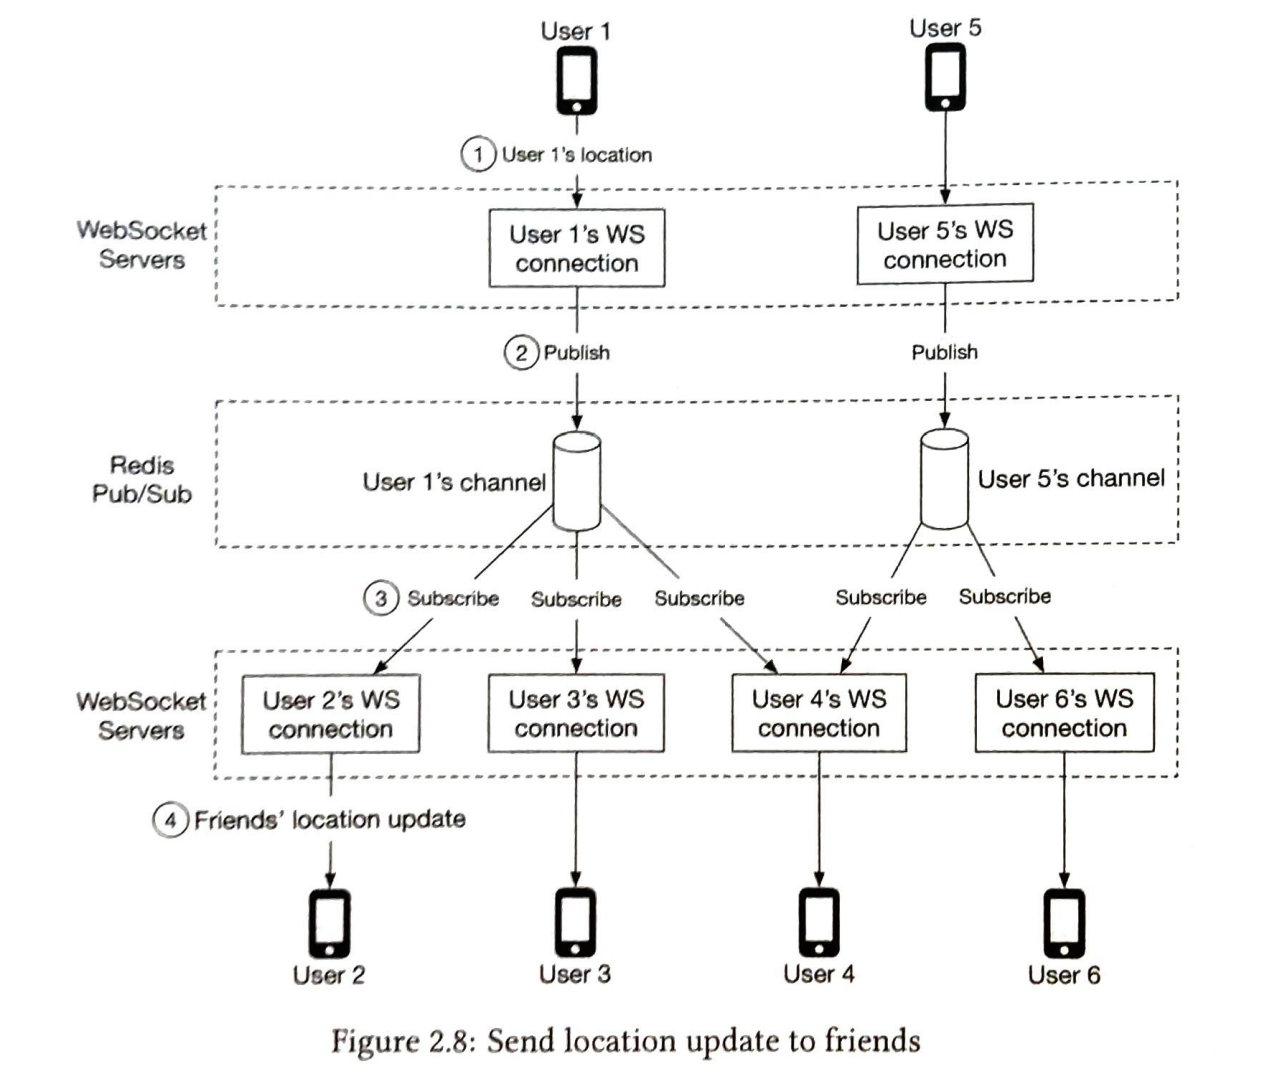 User 1
User 5
1 User 1's location
WebSocket
Servers
User 1's WS
connection
User 5's WS
connection
2 Publish
Publish
Redis
Pub/Sub
User 1's channel
User 5's channel
3 Subscribe
Subscribe
Subscribe
Subscribe
Subscribe
WebSocket
Servers
User 2's WS
connection
User 3's WS
connection
User 4's WS
connection
User 6's WS
connection
4 Friends' location update
User 2
User 3
User 4
User 6
Figure 2.8: Send location update to friends